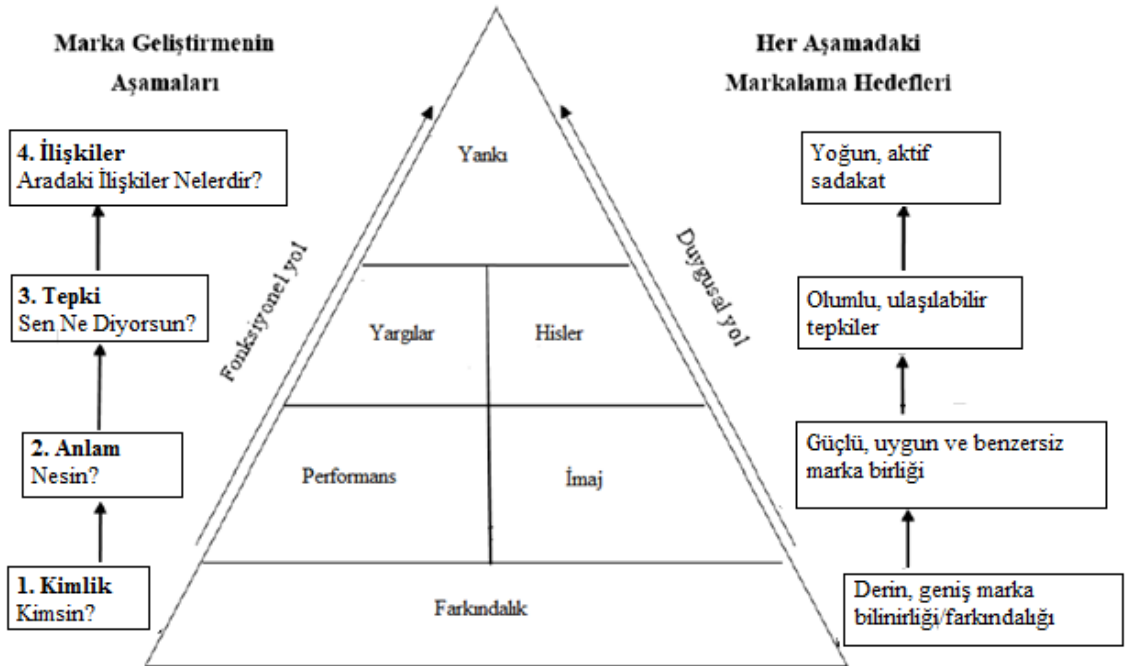 Marka Geliştirmenin
Aşamaları
Her Aşamadaki
Markalama Hedefleri
4. İlişkiler
Aradaki İlişkiler Nelerdir?
Yankı
Yoğun, aktif
sadakat
Fonksiyonel yol
Duygusal yol
3. Tepki
Sen Ne Diyorsun?
Yargılar
Hisler
Olumlu, ulaşılabilir
tepkiler
2. Anlam
Nesin?
Performans
İmaj
Güçlü, uygun ve benzersiz
marka birliği
1. Kimlik
Kimsin?
Farkındalık
Derin, geniş marka
bilinirliği/farkındalığı